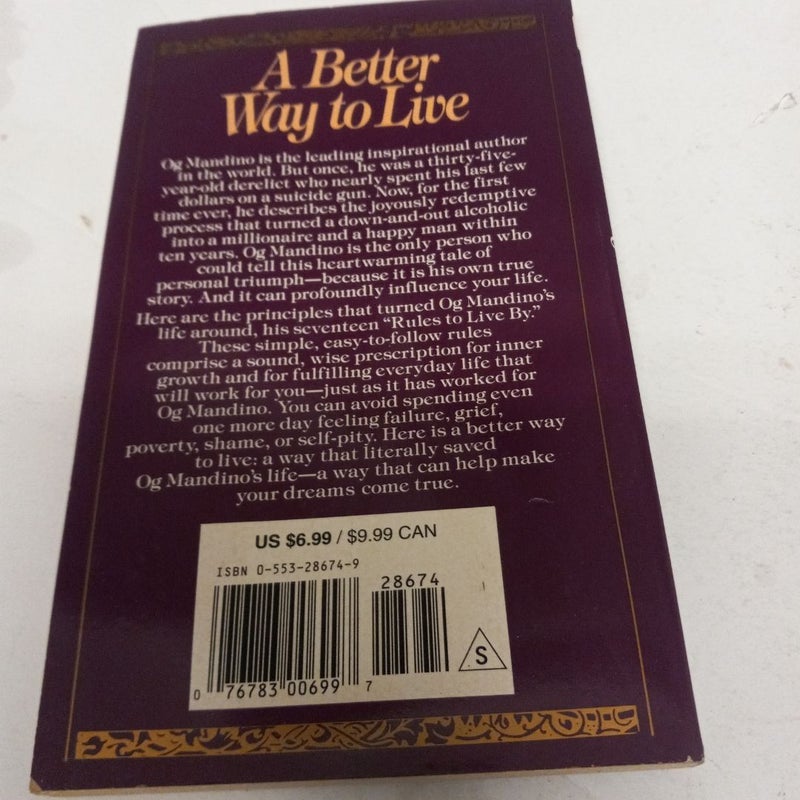 A Better
Way to Live
Og Mandino is the leading inspirational author
in the world. But once, he was a thirty-five-
year-old derelict who nearly spent his last few
dollars on a suicide gun. Now, for the first
time ever, he describes the joyously redemptive
process that turned a down-and-out alcoholic
into a millionaire and a happy man within
ten years. Og Mandino is the only person who
could tell this heartwarming tale of
personal triumph—because it is his own true
story. And it can profoundly influence your life.
Here are the principles that turned Og Mandino's
life around, his seventeen "Rules to Live By."
These simple, easy-to-follow rules
comprise a sound, wise prescription for inner
growth and for fulfilling everyday life that
will work for you—just as it has worked for
Og Mandino. You can avoid spending even
one more day feeling failure, grief,
poverty, shame, or self-pity. Here is a better way
to live: a way that literally saved
Og Mandino's life—a way that can help make
your dreams come true.
US $6.99 / $9.99 CAN
ISBN 0-553-28674-9
28674
S
0 76783 00699 7